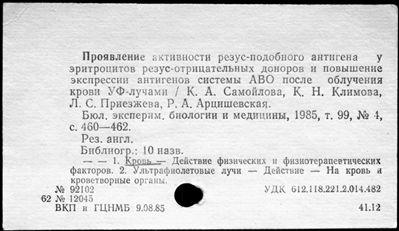 Проявление активности резус-подобного антигена у
эритроцитов резус-отрицательных доноров и повышение
экспрессии антигенов системы АВО после облучения
крови УФ-лучами / К. А. Самойлова, К. Н. Климова,
Л. С. Приезжева, Р. А. Арцишевская.
Бюл. эксперим. биологии и медицины, 1985, т. 99, № 4,
с. 460—462.
Рез. англ.
Библиогр.: 10 назв.
— — 1. Кровь — Действие физических и физиотерапевтических
факторов. 2. Ультрафиолетовые лучи — Действие — На кровь и
кроветворные органы.
№ 92102 УДК 612.118.221.2.014.482
62 № 12045
ВКП и ГЦНМБ 9.08.85 41.12